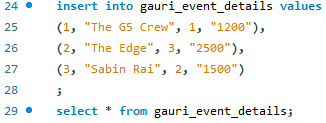 24 insert into gauri_event_details values
25 (1, "The G5 Crew", 1, "1200"),
26 (2, "The Edge", 3, "2500"),
27 (3, "Sabin Rai", 2, "1500")
28 ;
29 select * from gauri_event_details;